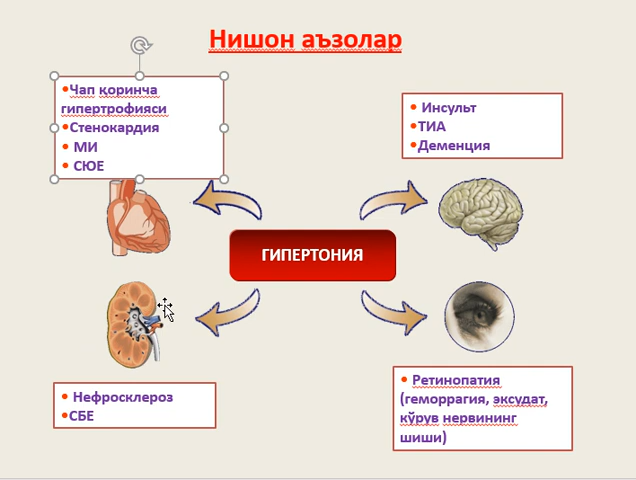 Нишон аъзолар
•Чап қоринча
гипертрофияси
•Стенокардия
• МИ
• СЮЕ
• Инсульт
•ТИА
•Деменция
ГИПЕРТОНИЯ
• Нефросклероз
•СБЕ
• Ретинопатия
(геморрагия, эксудат,
кўрув нервининг
шиши)